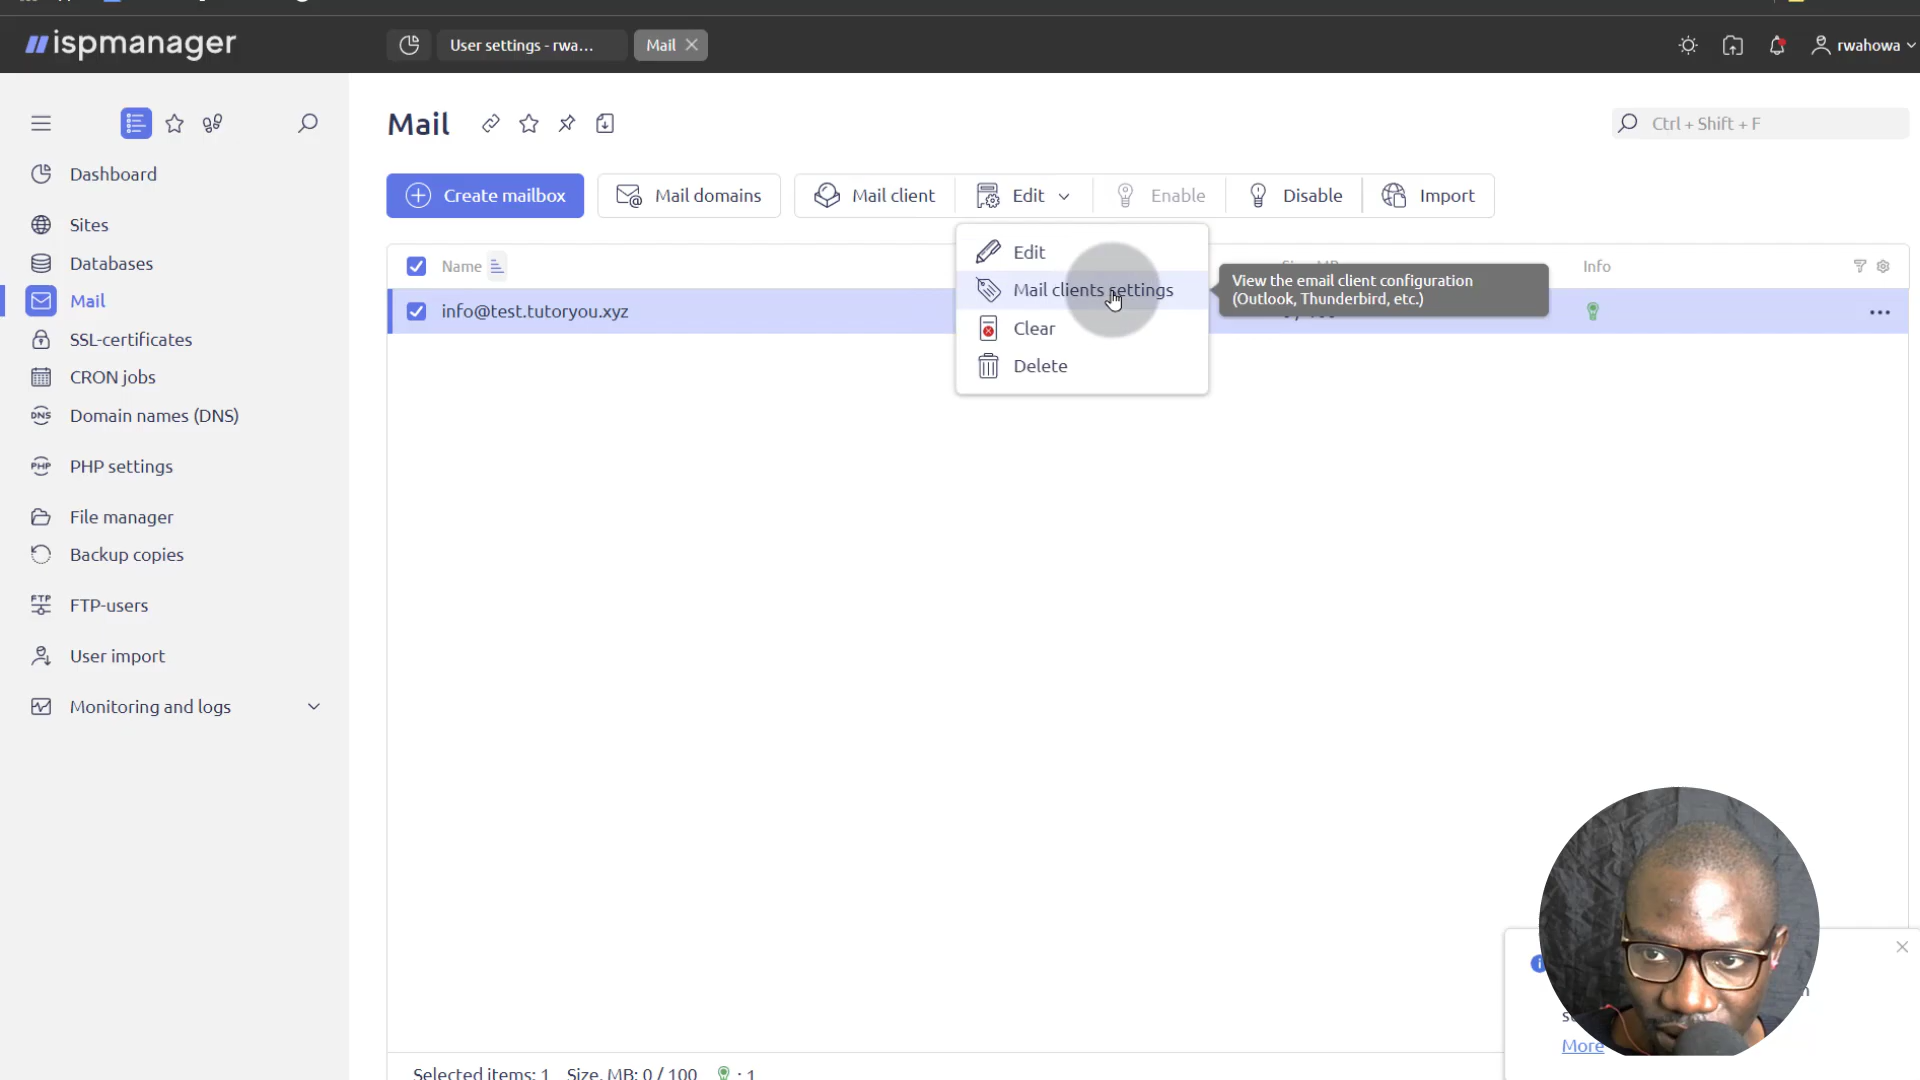 ispmanager
User settings - rwa...
Mail
rwahowa
Mail
Ctrl + Shift + F
Create mailbox
Mail domains
Mail client
Edit
Enable
Disable
Import
Dashboard
Sites
Databases
Mail
SSL-certificates
CRON jobs
DNS Domain names (DNS)
PHP PHP settings
File manager
Backup copies
FTP FTP-users
User import
Monitoring and logs
Name
Info
info@test.tutoryou.xyz
Edit
Mail clients settings
Clear
Delete
View the email client configuration
(Outlook, Thunderbird, etc.)
More
Selected items: 1 Size, MB: 0 / 100 : 1